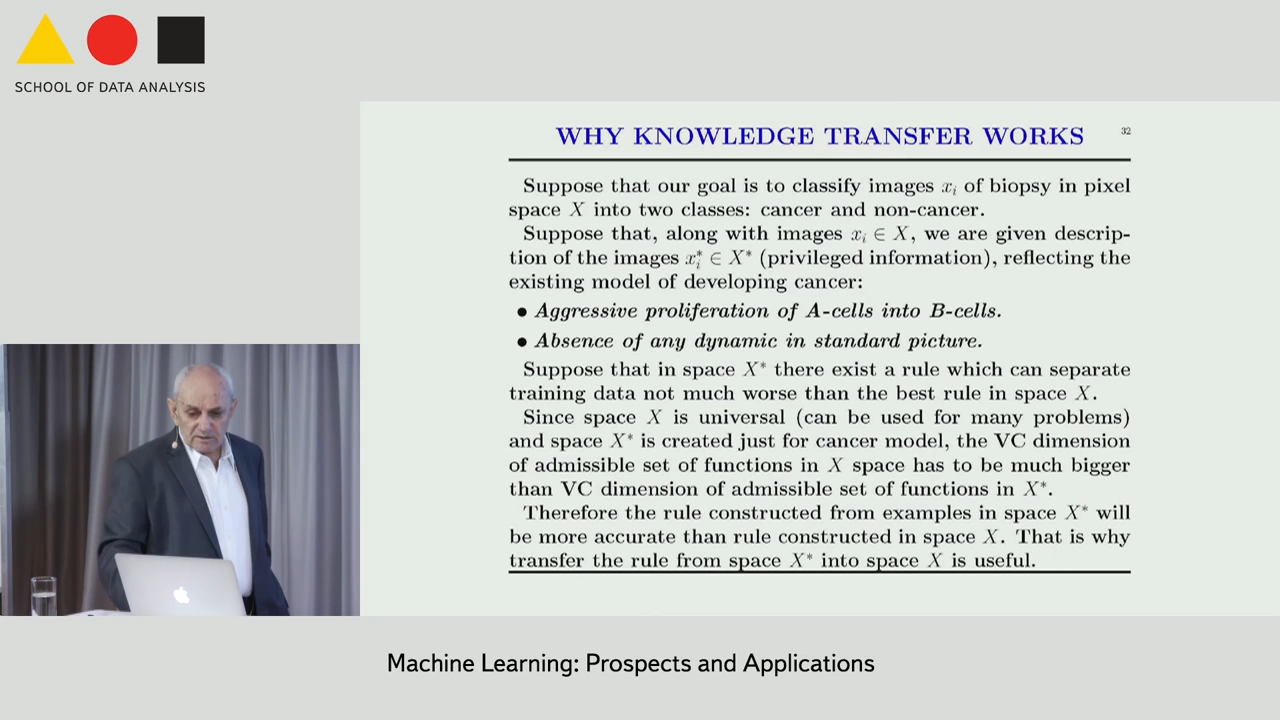 SCHOOL OF DATA ANALYSIS
WHY KNOWLEDGE TRANSFER WORKS 32
Suppose that our goal is to classify images xᵢ of biopsy in pixel
space X into two classes: cancer and non-cancer.
Suppose that, along with images xᵢ ∈ X, we are given descrip-
tion of the images xᵢ* ∈ X* (privileged information), reflecting the
existing model of developing cancer:
• Aggressive proliferation of A-cells into B-cells.
• Absence of any dynamic in standard picture.
Suppose that in space X* there exist a rule which can separate
training data not much worse than the best rule in space X.
Since space X is universal (can be used for many problems)
and space X* is created just for cancer model, the VC dimension
of admissible set of functions in X space has to be much bigger
than VC dimension of admissible set of functions in X*.
Therefore the rule constructed from examples in space X* will
be more accurate than rule constructed in space X. That is why
transfer the rule from space X* into space X is useful.
Machine Learning: Prospects and Applications